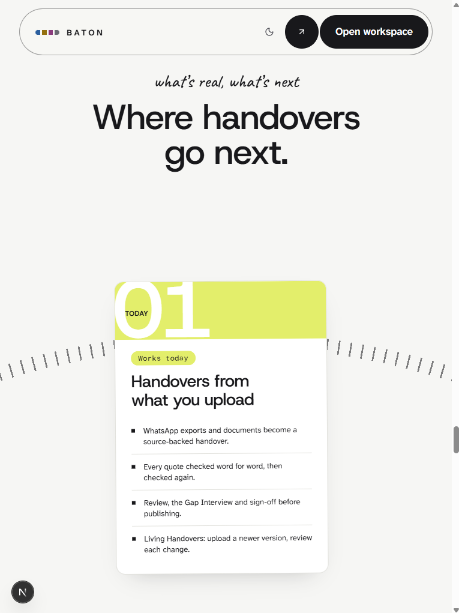 BATON
Open workspace
what's real, what's next
Where handovers
go next.
01
TODAY
Works today
Handovers from
what you upload
WhatsApp exports and documents become a
source-backed handover.
Every quote checked word for word, then
checked again.
Review, the Gap Interview and sign-off before
publishing.
Living Handovers: upload a newer version, review
each change.
N